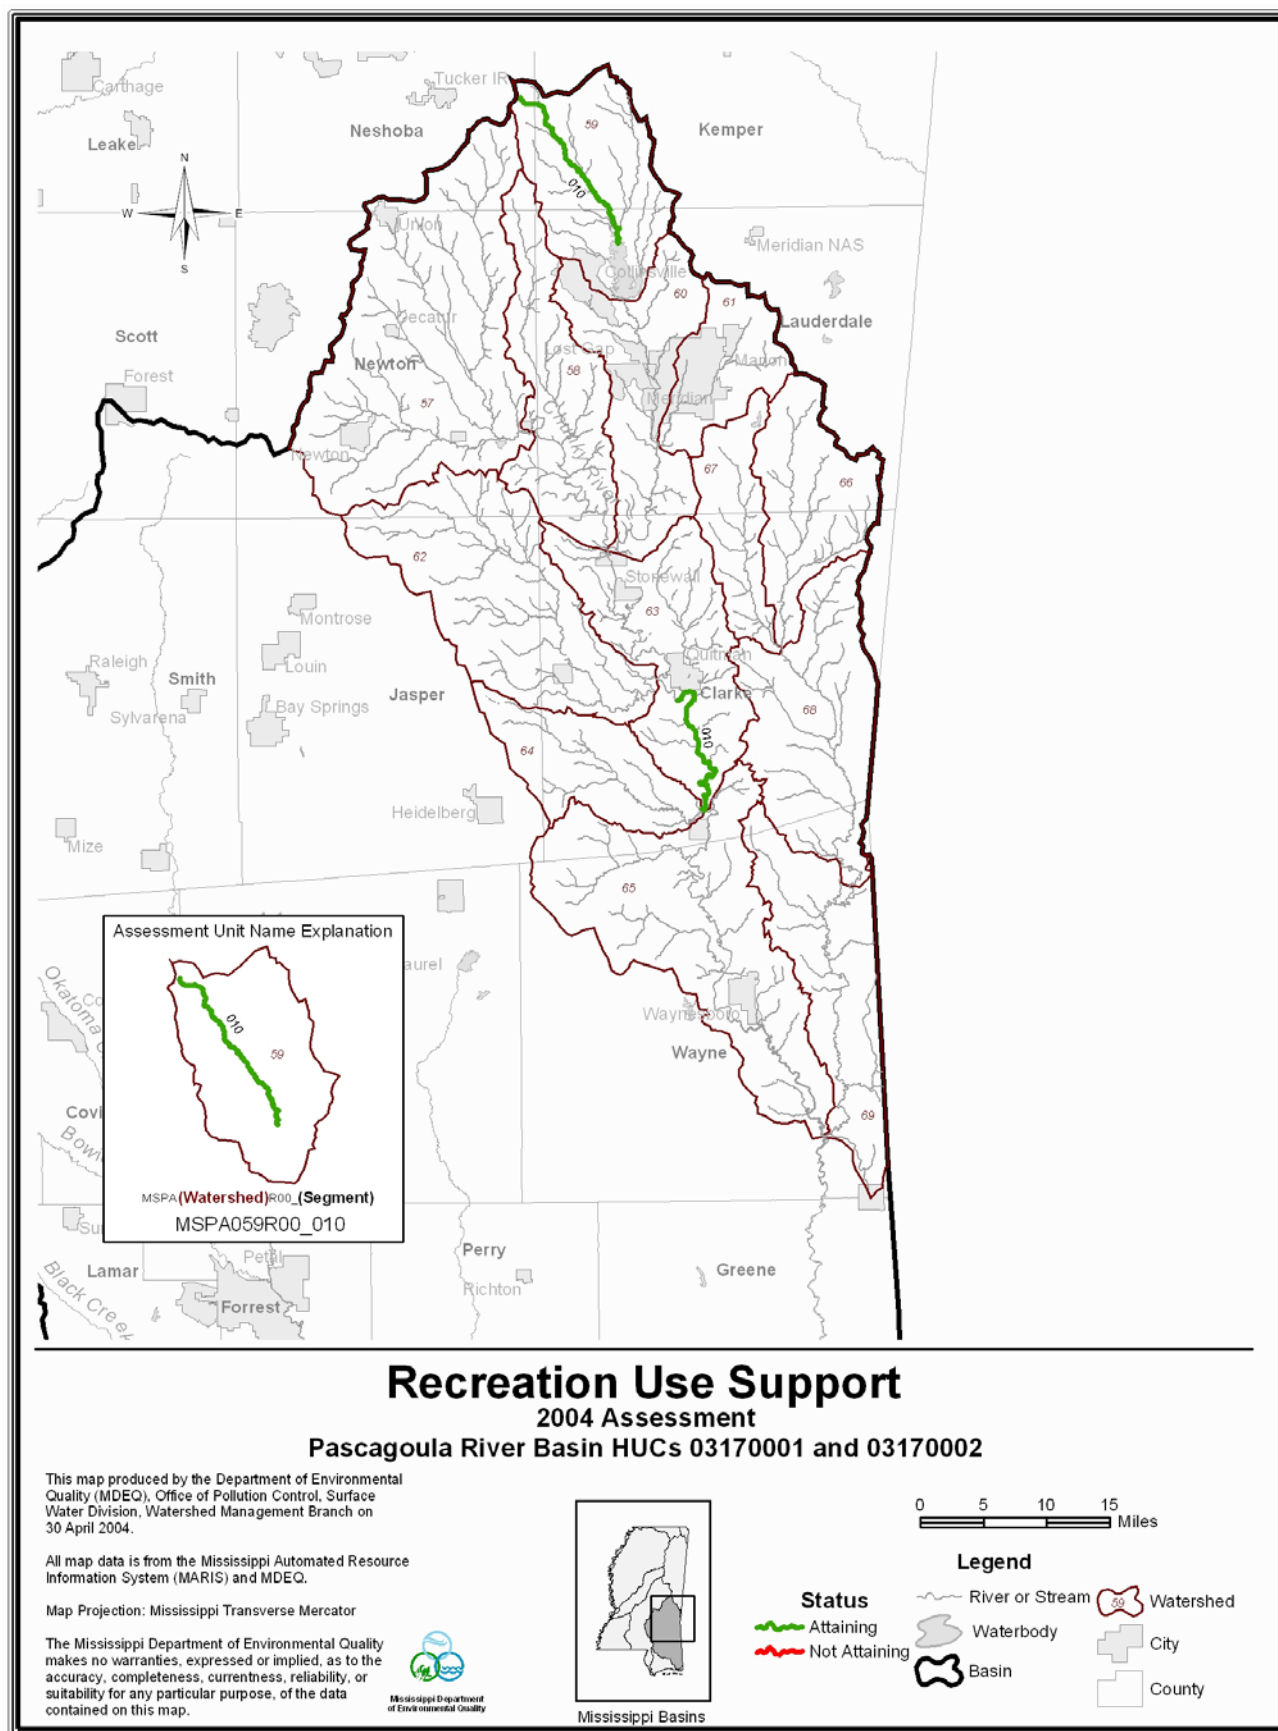 Carthage
Tucker IR
Leake
Neshoba
59
Kemper
010
N
W
E
S
Union
Meridian NAS
Collinsville
60
61
Scott
Decatur
Lauderdale
Lost Gap
Marion
Newton
58
Forest
57
Meridian
Chunky River
Newton
67
66
62
Stonewall
63
Montrose
Quitman
Raleigh
Louin
Smith
Jasper
Clarke
Sylvarena
Bay Springs
68
010
64
Heidelberg
Mize
65
Assessment Unit Name Explanation
010
59
MSPA(Watershed)R00_(Segment)
MSPA059R00_010
aurel
Okatoma
Co
Waynesboro
Wayne
Covi
69
Su
Perry
Petal
Lamar
Greene
Richton
Black Creek
Forrest
Recreation Use Support
2004 Assessment
Pascagoula River Basin HUCs 03170001 and 03170002
This map produced by the Department of Environmental
Quality (MDEQ), Office of Pollution Control, Surface
Water Division, Watershed Management Branch on
30 April 2004.
All map data is from the Mississippi Automated Resource
Information System (MARIS) and MDEQ.
Map Projection: Mississippi Transverse Mercator
The Mississippi Department of Environmental Quality
makes no warranties, expressed or implied, as to the
accuracy, completeness, currentness, reliability, or
suitability for any particular purpose, of the data
contained on this map.
Mississippi Department
of Environmental Quality
Mississippi Basins
0 5 10 15
Miles
Legend
Status
Attaining
Not Attaining
River or Stream
Waterbody
Basin
59
Watershed
City
County